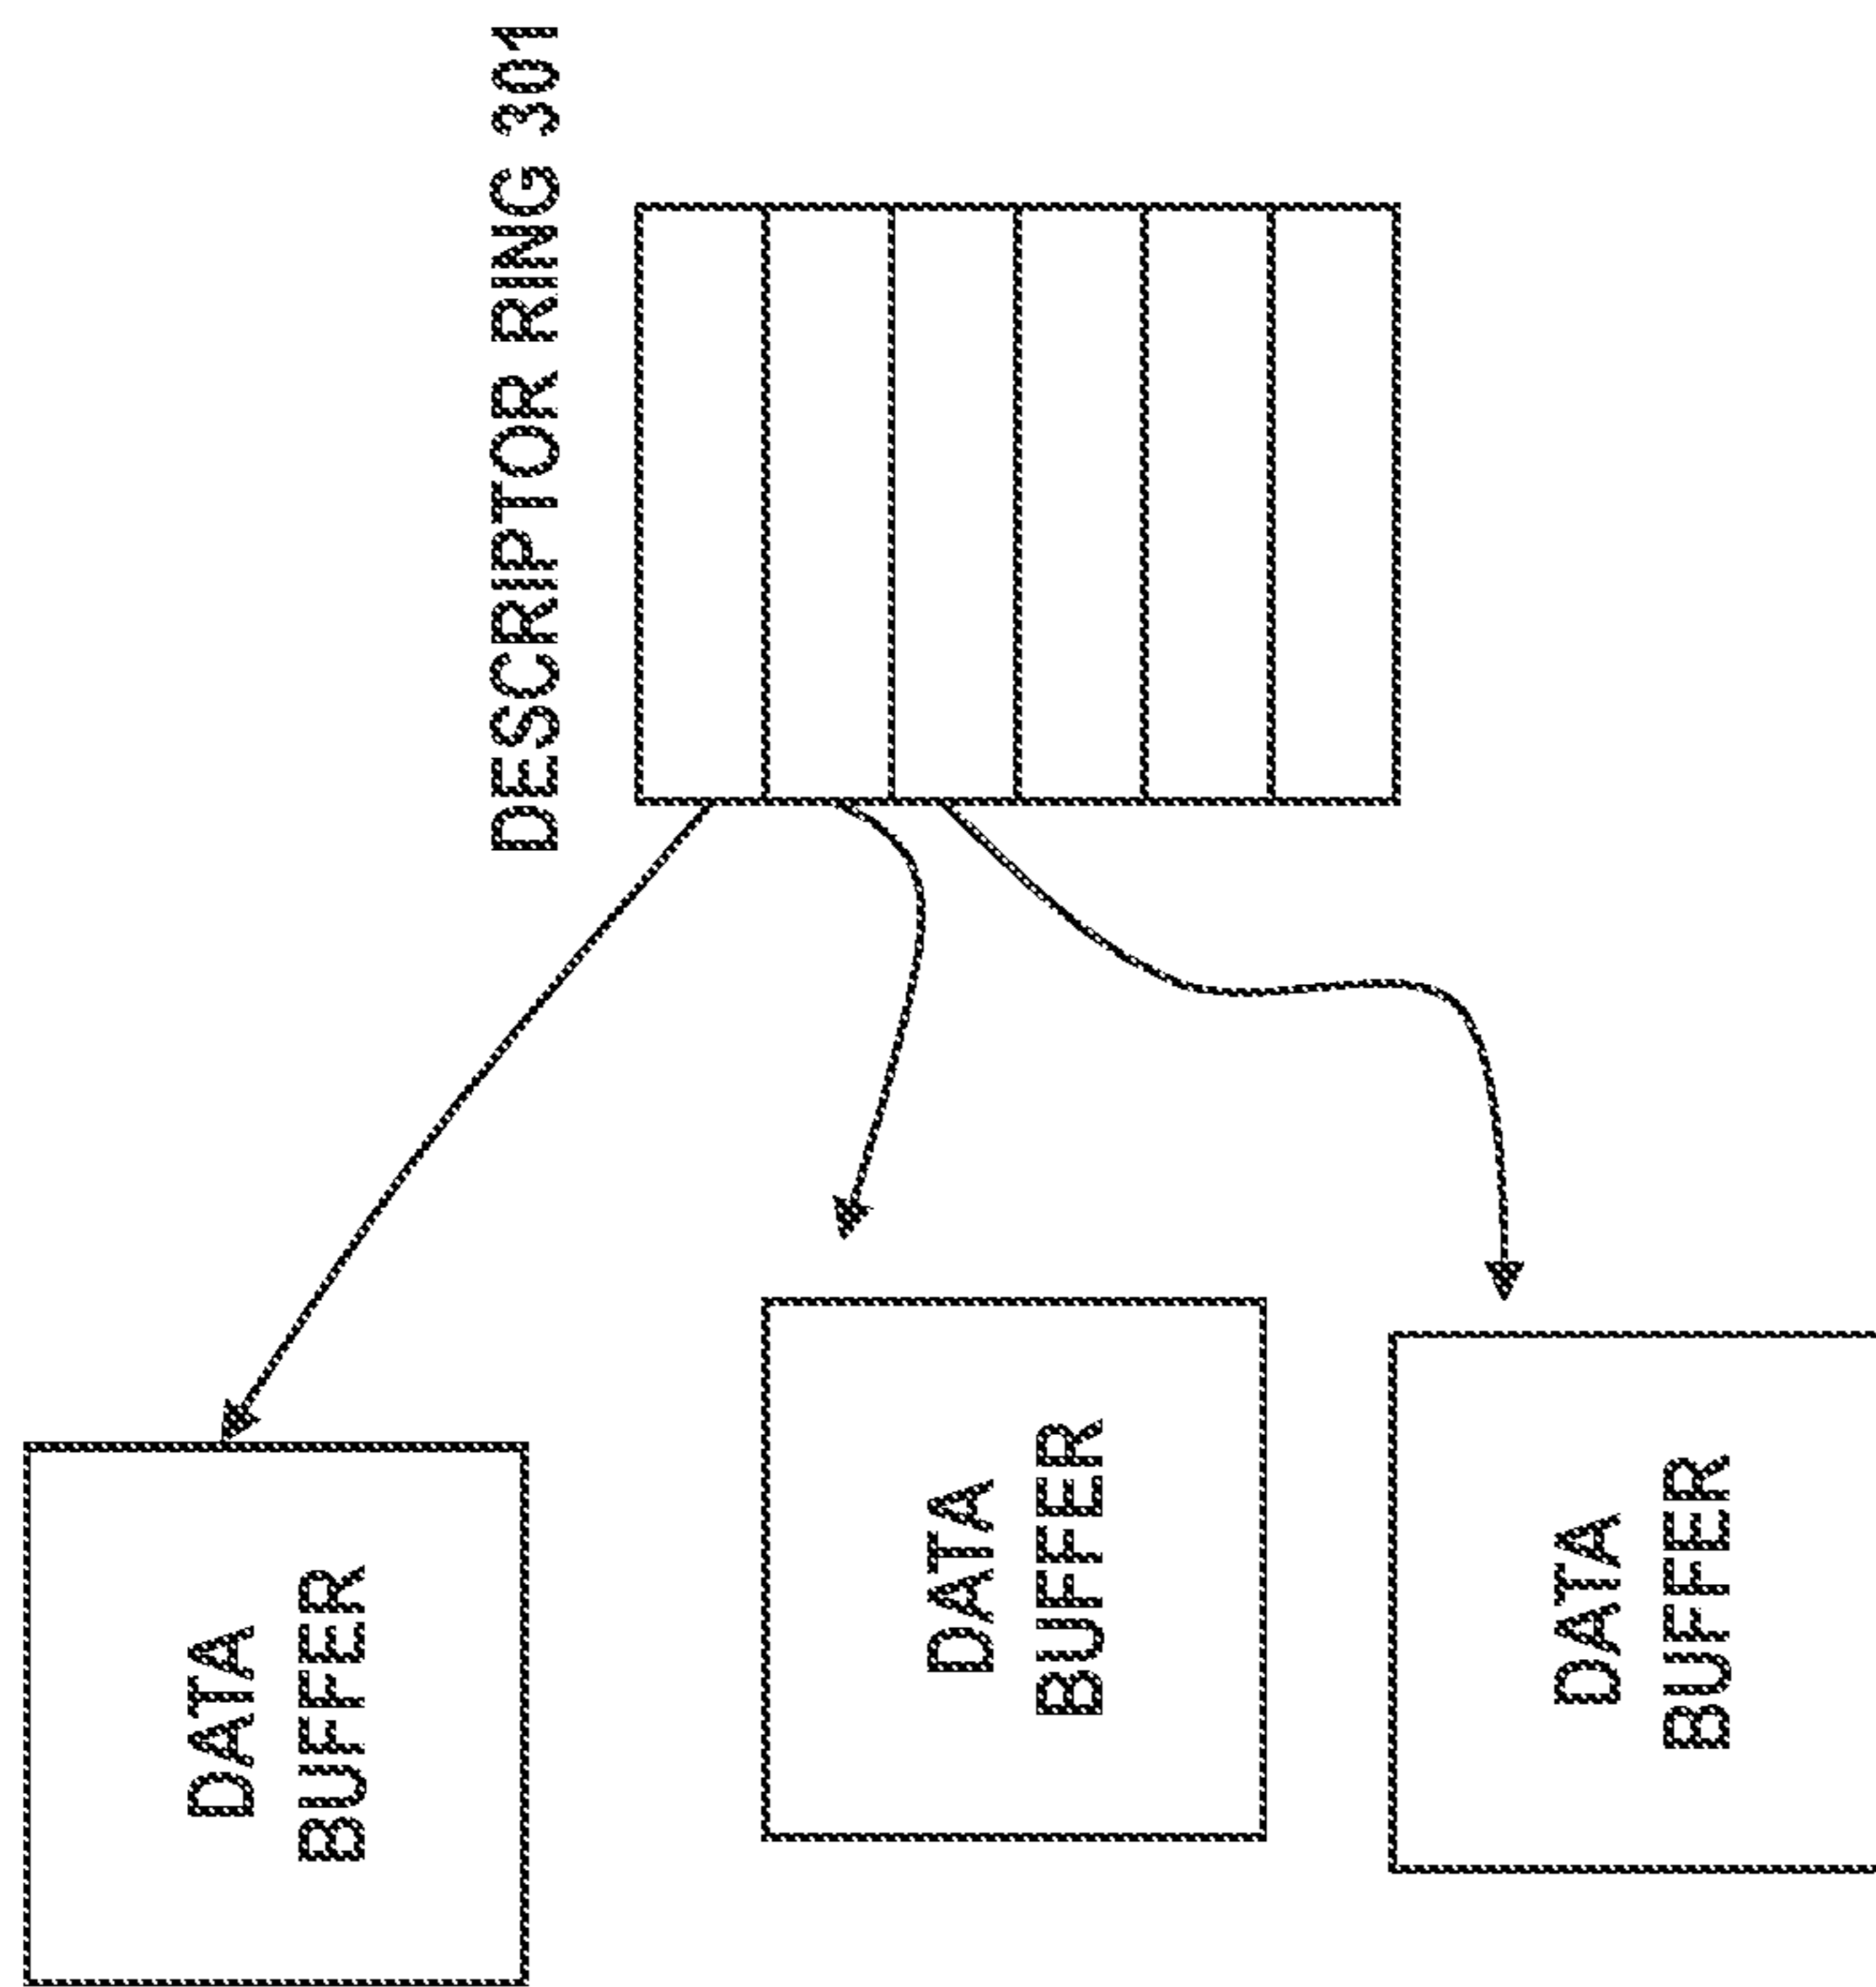 DESCRIPTOR RING 301
DATA
BUFFER
DATA
BUFFER
DATA
BUFFER